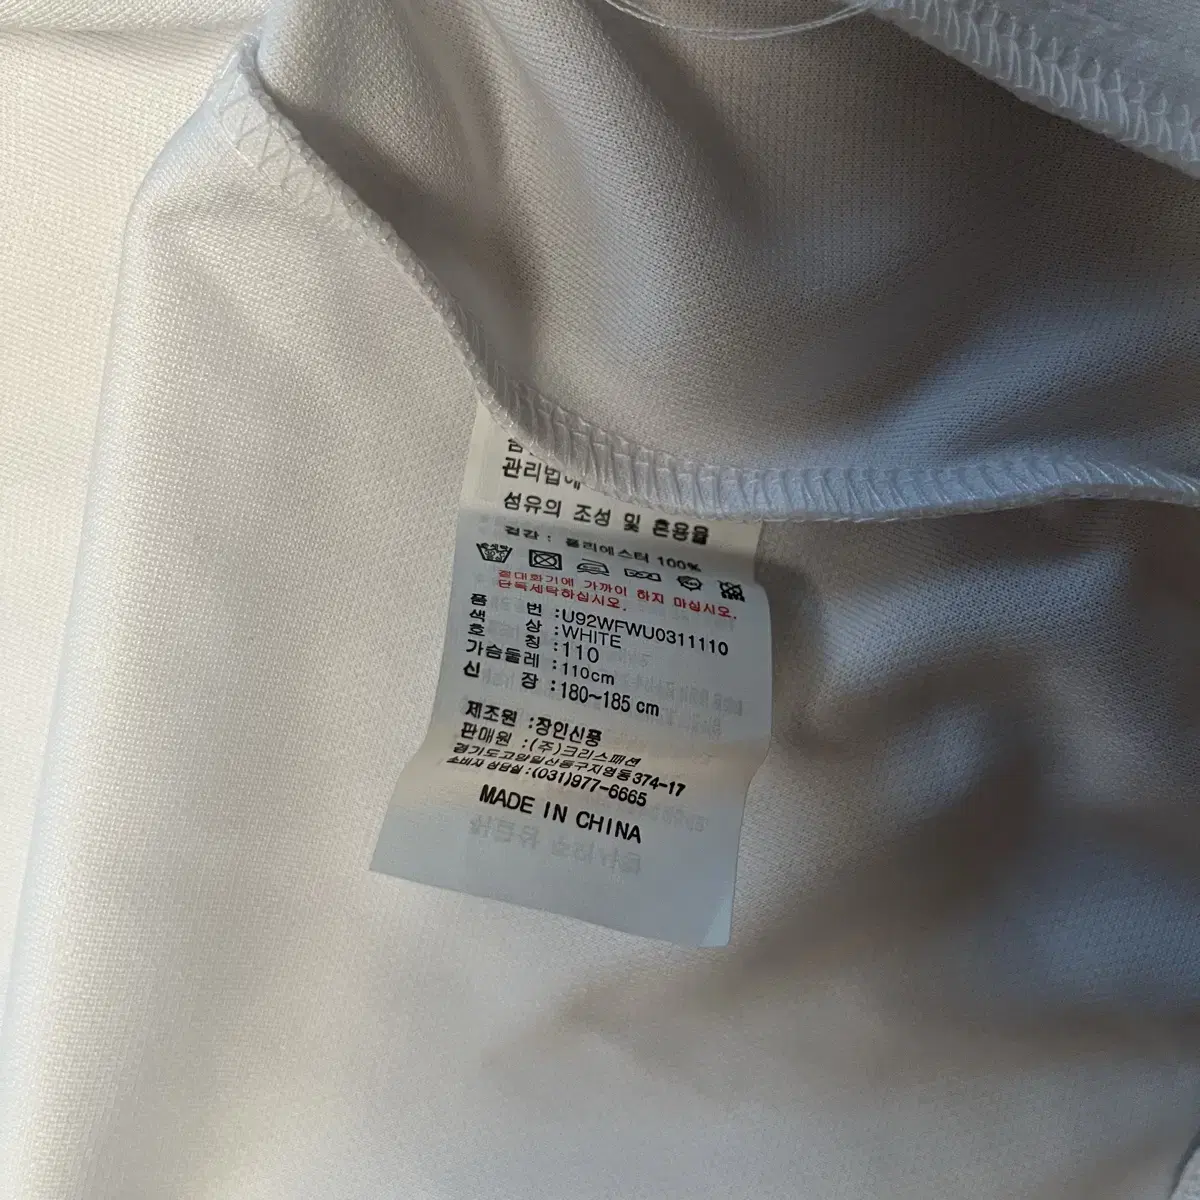 관리법에
섬유의 조성 및 혼용율
겉감 : 폴리에스터 100%
절대화기에 가까이 하지 마십시오.
단독세탁하십시오.
품 번 :U92WFWU0311110
색 상 :WHITE
호 칭 :110
가슴둘레 :110cm
신 장 :180~185 cm
제조원 :장인신풍
판매원 :(주)크리스패션
경기도고양일산동구지영동374-17
소비자 상담실 :(031)977-6665
MADE IN CHINA